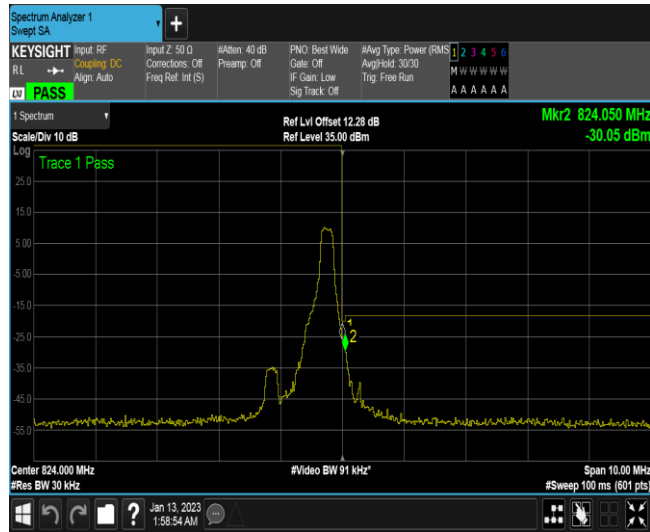 Spectrum Analyzer 1
Swept SA
+
KEYSIGHT
RL
LXI PASS
Input: RF
Coupling: DC
Align: Auto
Input Z: 50 Ω
Corrections: Off
Freq Ref: Int (S)
#Atten: 40 dB
Preamp: Off
PNO: Best Wide
Gate: Off
IF Gain: Low
Sig Track: Off
#Avg Type: Power (RMS
Avg|Hold: 30/30
Trig: Free Run
1 2 3 4 5 6
M W W W W W
A A A A A A
1 Spectrum
Scale/Div 10 dB
Ref Lvl Offset 12.28 dB
Ref Level 35.00 dBm
Mkr2 824.050 MHz
-30.05 dBm
Log
Trace 1 Pass
25.0
15.0
5.00
-5.00
-15.0
1
2
-25.0
-35.0
-45.0
-55.0
Center 824.000 MHz
#Res BW 30 kHz
#Video BW 91 kHz*
Span 10.00 MHz
#Sweep 100 ms (601 pts)
?
Jan 13, 2023
1:58:54 AM